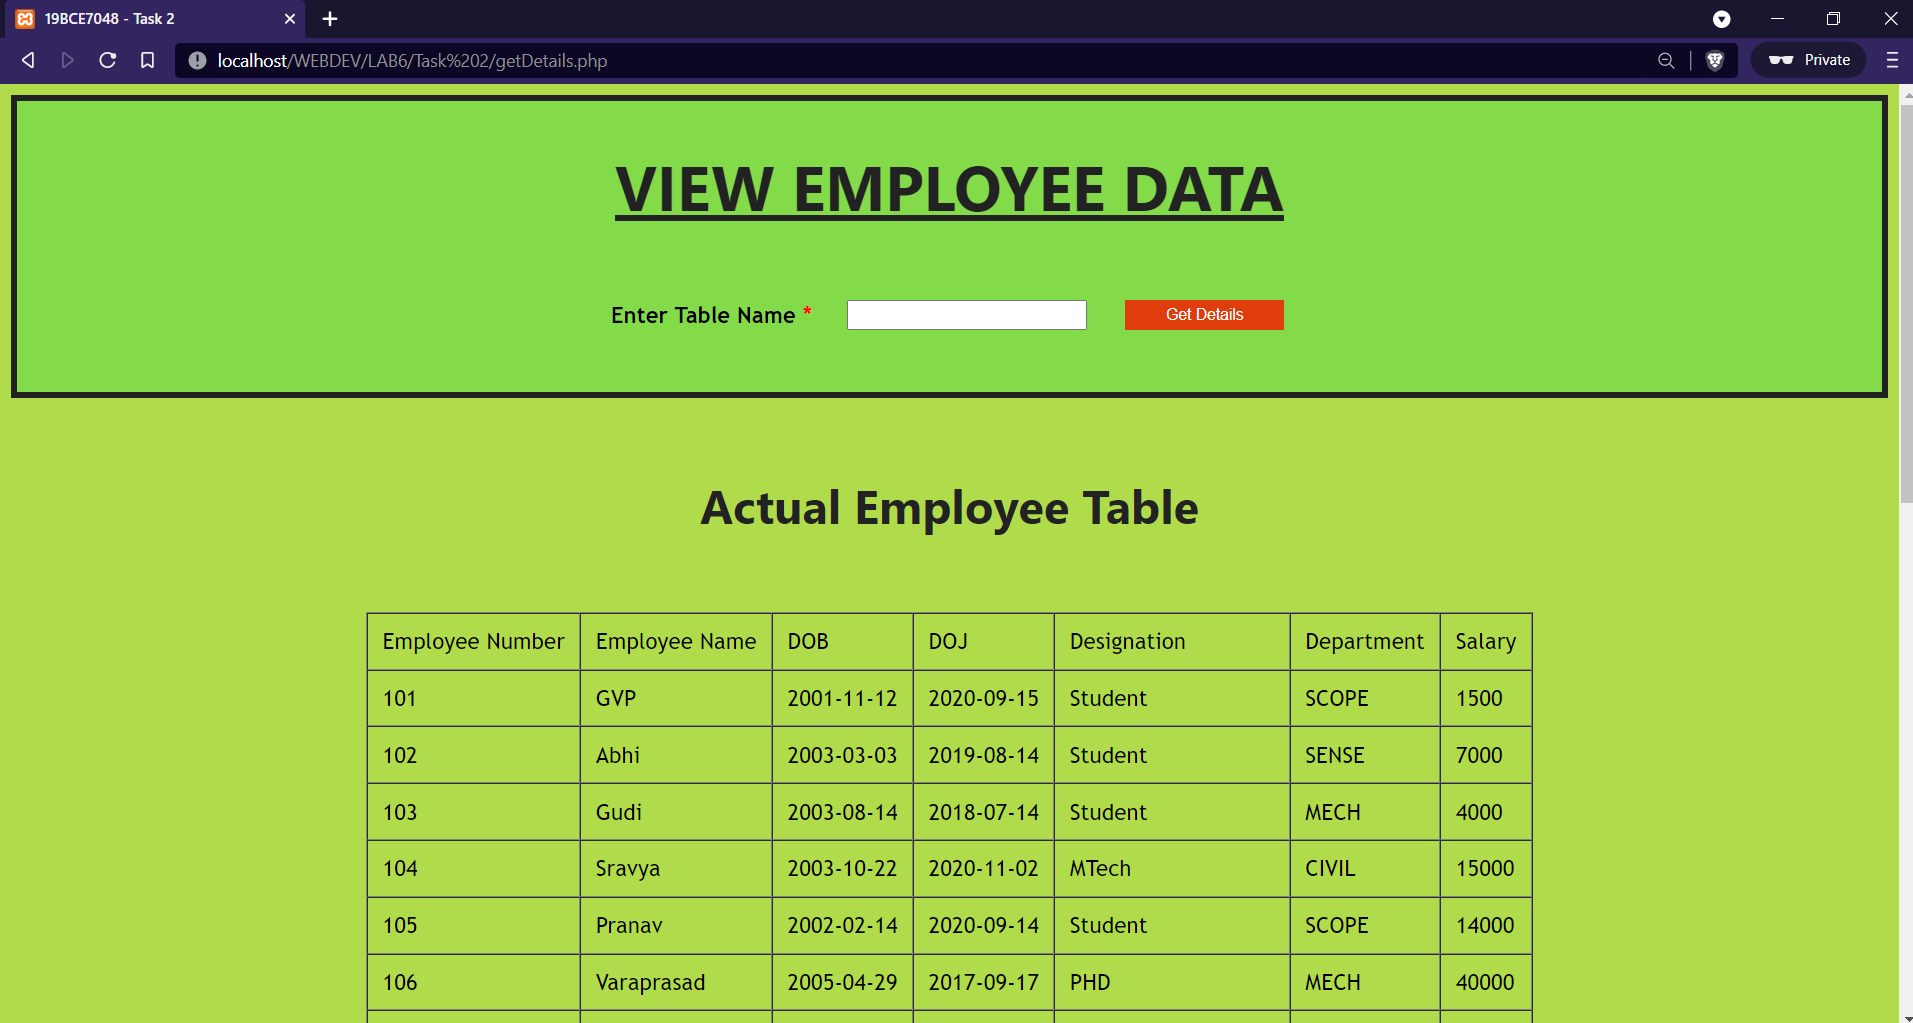 19BCE7048 - Task 2
localhost/WEBDEV/LAB6/Task%202/getDetails.php
Private
VIEW EMPLOYEE DATA
Enter Table Name * Get Details
Actual Employee Table
Employee Number Employee Name DOB DOJ Designation Department Salary
101 GVP 2001-11-12 2020-09-15 Student SCOPE 1500
102 Abhi 2003-03-03 2019-08-14 Student SENSE 7000
103 Gudi 2003-08-14 2018-07-14 Student MECH 4000
104 Sravya 2003-10-22 2020-11-02 MTech CIVIL 15000
105 Pranav 2002-02-14 2020-09-14 Student SCOPE 14000
106 Varaprasad 2005-04-29 2017-09-17 PHD MECH 40000